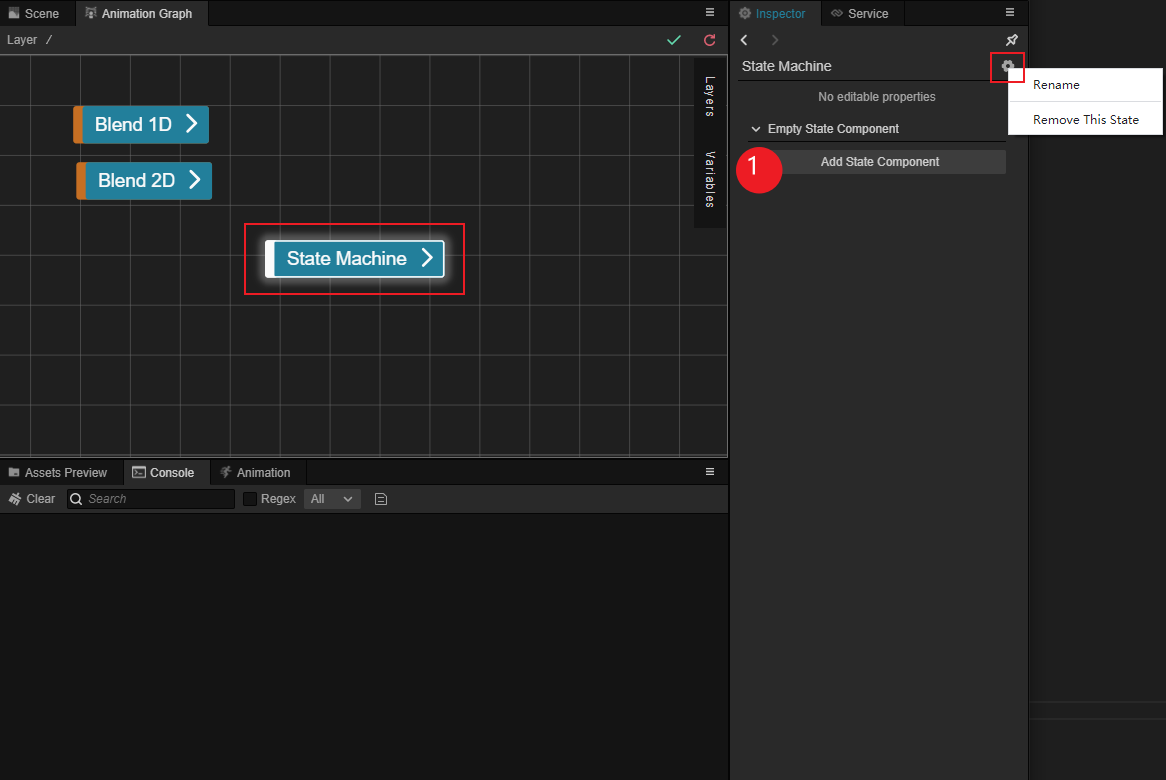 Scene
Animation Graph
Layer /
Blend 1D
Blend 2D
State Machine
Layers
Variables
Inspector
Service
State Machine
No editable properties
Empty State Component
1
Add State Component
Rename
Remove This State
Assets Preview
Console
Animation
Clear
Search
Regex
All